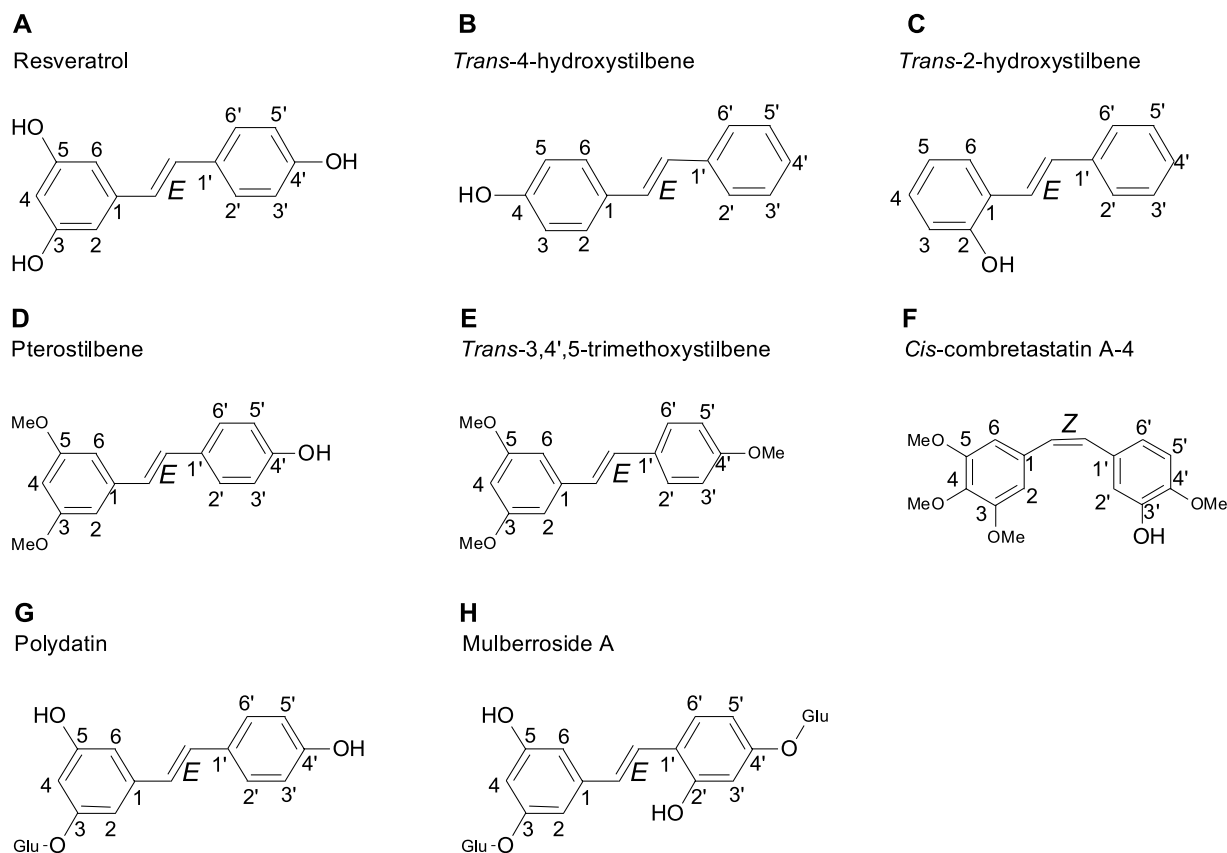 A
Resveratrol
HO
5
6
4
3
2
1
HO
E
1'
6'
5'
4'
OH
2'
3'
B
Trans-4-hydroxystilbene
5
6
HO
4
3
2
1
E
1'
6'
5'
4'
2'
3'
C
Trans-2-hydroxystilbene
5
6
4
3
2
1
OH
E
1'
6'
5'
4'
2'
3'
D
Pterostilbene
MeO
5
6
4
3
2
1
MeO
E
1'
6'
5'
4'
OH
2'
3'
E
Trans-3,4',5-trimethoxystilbene
MeO
5
6
4
3
2
1
MeO
E
1'
6'
5'
4'
OMe
2'
3'
F
Cis-combretastatin A-4
Z
MeO
5
6
MeO
4
3
2
1
OMe
1'
6'
5'
4'
OMe
2'
3'
OH
G
Polydatin
HO
5
6
4
3
2
1
Glu-O
E
1'
6'
5'
4'
OH
2'
3'
H
Mulberroside A
HO
5
6
4
3
2
1
Glu-O
E
1'
6'
5'
4'
O
Glu
2'
3'
HO